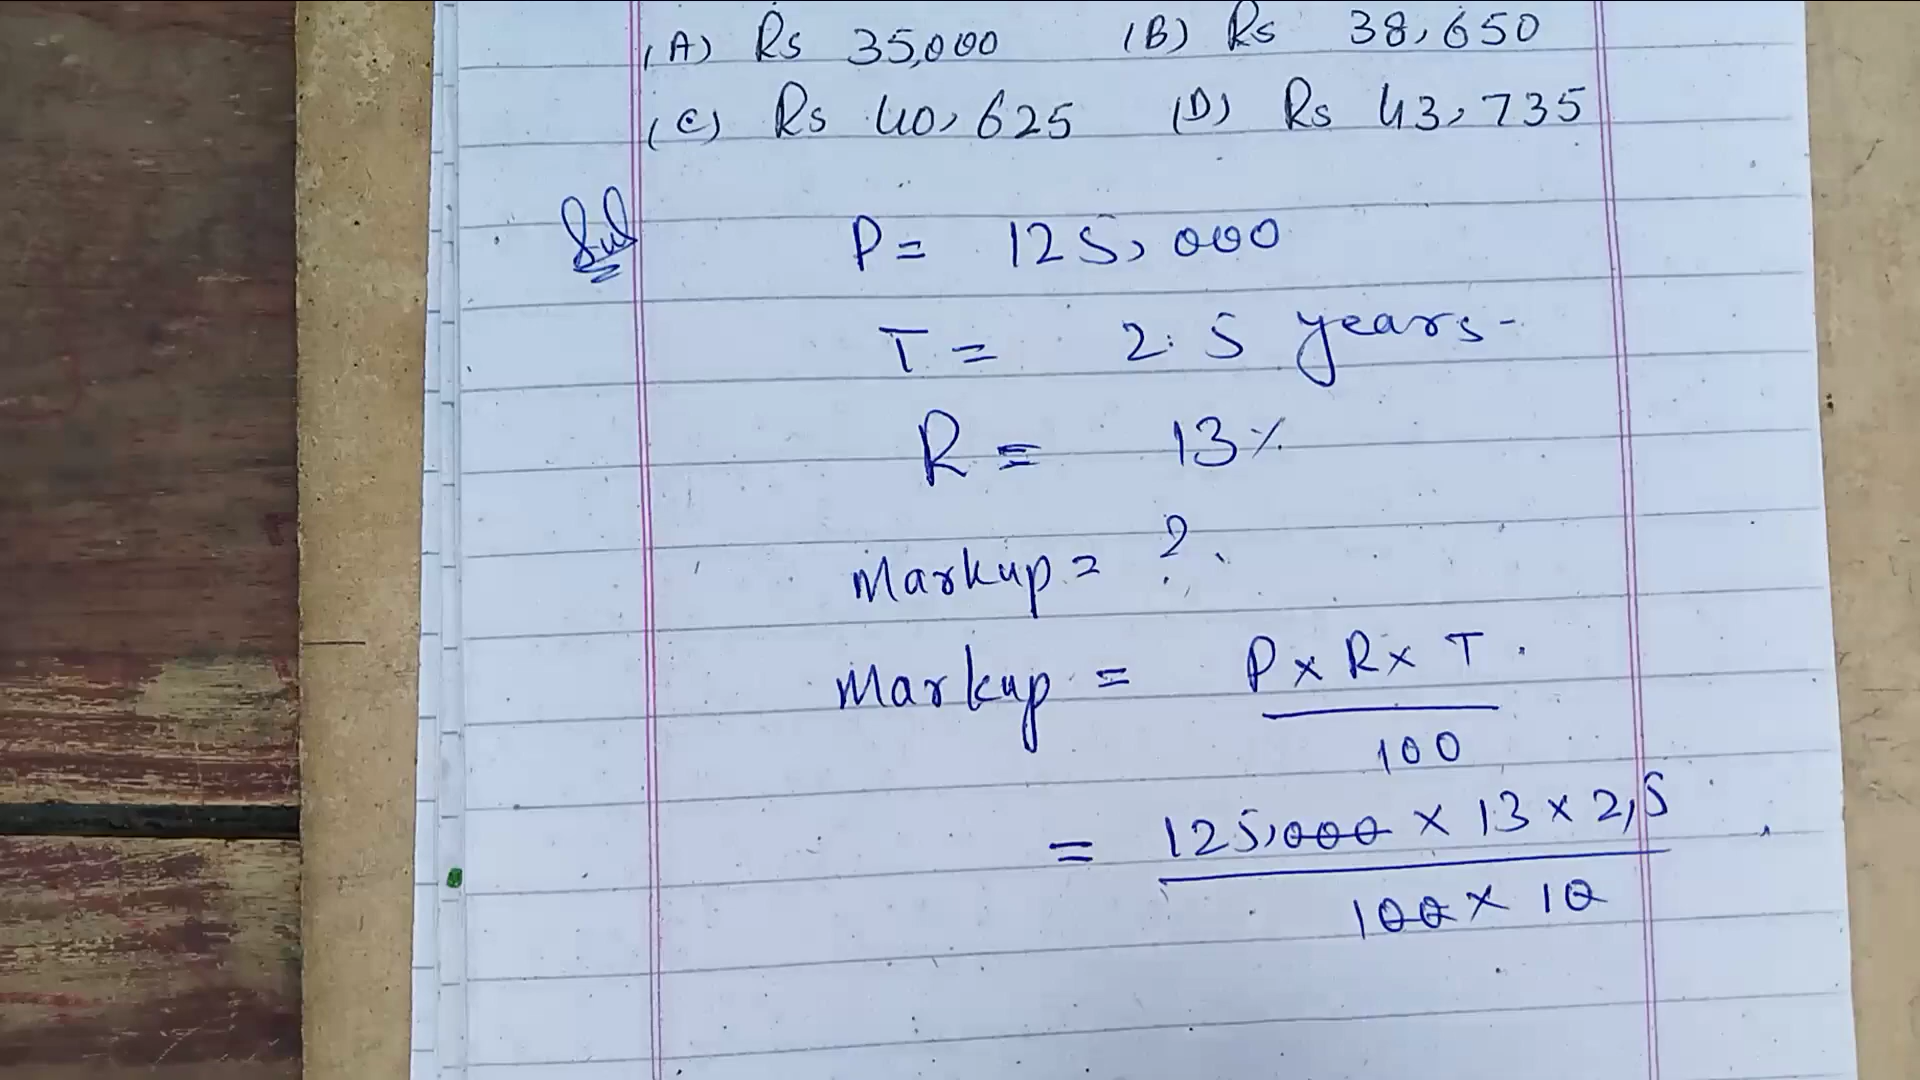 (A) Rs 35,000 (B) Rs 38,650
(C) Rs 40,625 (D) Rs 43,735
Sol P = 125,000
T = 2.5 years-
R = 13%
Markup = ?
Markup = P x R x T
100
= 125,000 x 13 x 2,5
100 x 10